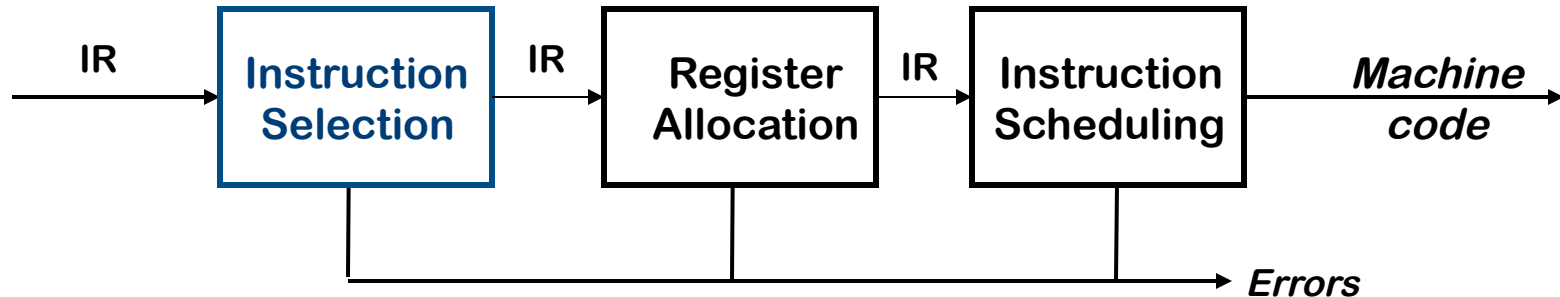 IR
Instruction
Selection
IR
Register
Allocation
IR
Instruction
Scheduling
Machine
code
Errors